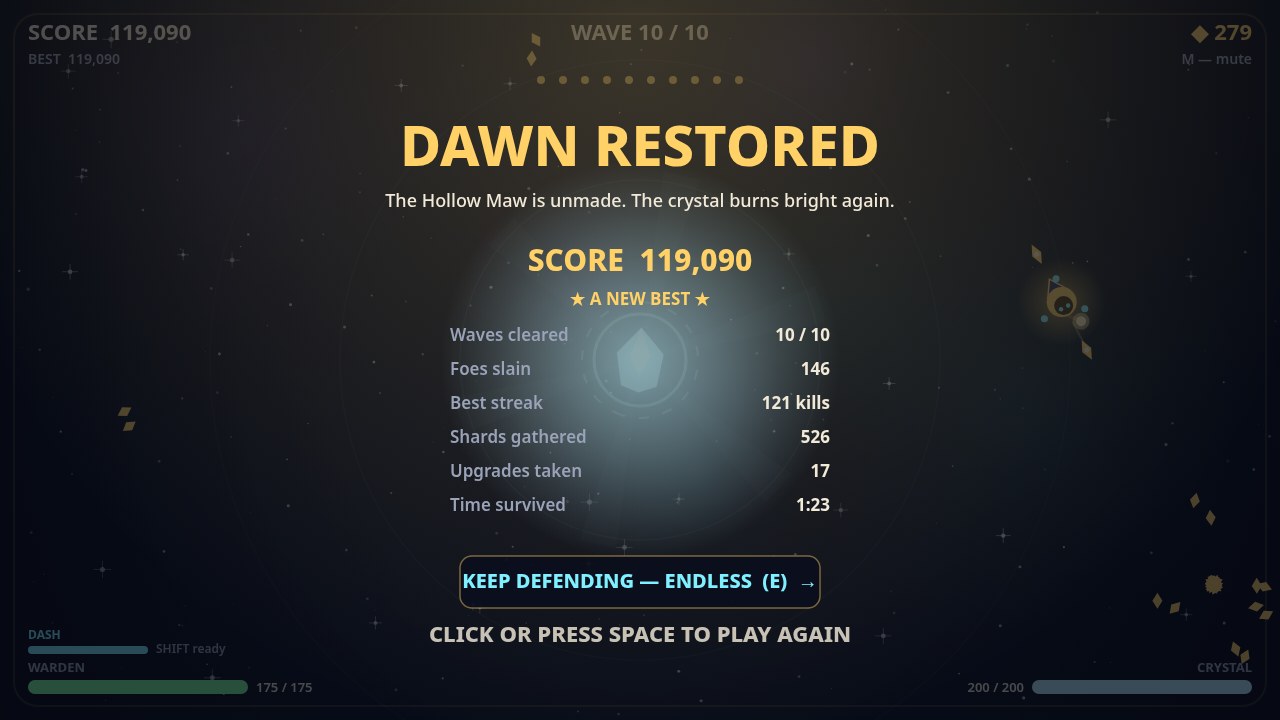 SCORE 119,090
WAVE 10 / 10
◆ 279
BEST 119,090
M — mute
DAWN RESTORED
The Hollow Maw is unmade. The crystal burns bright again.
SCORE 119,090
★ A NEW BEST ★
Waves cleared 10 / 10
Foes slain 146
Best streak 121 kills
Shards gathered 526
Upgrades taken 17
Time survived 1:23
KEEP DEFENDING — ENDLESS (E) →
CLICK OR PRESS SPACE TO PLAY AGAIN
DASH
SHIFT ready
WARDEN
175 / 175
CRYSTAL
200 / 200